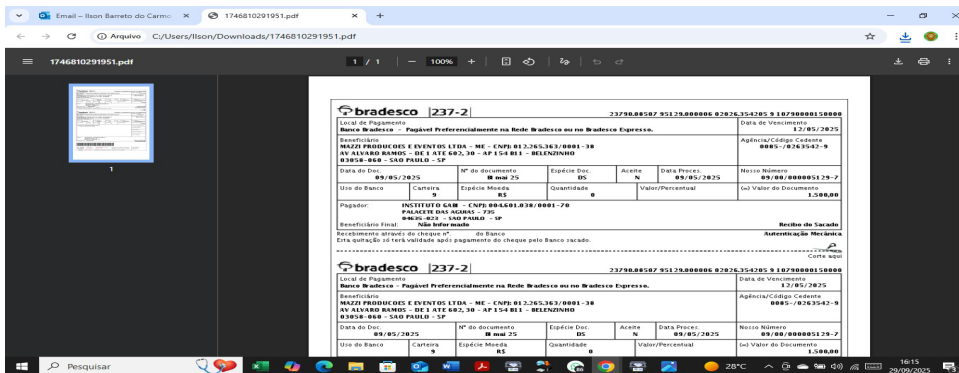 Email – Ilson Barreto do Carmo
1746810291951.pdf
Arquivo C:/Users/Ilson/Downloads/1746810291951.pdf
1746810291951.pdf
1 / 1
100%
1
bradesco |237-2| 23790.00507 95129.000006 02026.354205 9 10790000150000
Local de Pagamento Data de Vencimento
Banco Bradesco - Pagável Preferencialmente na Rede Bradesco ou no Bradesco Expresso. 12/05/2025
Beneficiário Agência/Código Cedente
MAZZI PRODUCOES E EVENTOS LTDA - ME - CNPJ: 012.265.363/0001-30 0085-/0263542-9
AV ALVARO RAMOS - DE 1 ATE 602, 30 - AP 154 B11 - BELENZINHO
03058-060 - SAO PAULO - SP
Data do Doc. N° do documento Espécie Doc. Aceite Data Proces. Nosso Número
09/05/2025 III mai 25 DS N 09/05/2025 09/00/000005129-7
Uso do Banco Carteira Espécie Moeda Quantidade Valor/Percentual (=) Valor do Documento
9 R$ 0 1.500,00
Pagador: INSTITUTO GABI - CNPJ: 004.601.030/0001-70
PALACETE DAS AGUIAS - 735
04635-023 - SAO PAULO - SP
Beneficiário Final: Não Informado Recibo do Sacado
Recebimento através do cheque n°. do Banco Autenticação Mecânica
Esta quitação só terá validade após pagamento do cheque pelo Banco sacado.
Corte aqui
bradesco |237-2| 23790.00507 95129.000006 02026.354205 9 10790000150000
Local de Pagamento Data de Vencimento
Banco Bradesco - Pagável Preferencialmente na Rede Bradesco ou no Bradesco Expresso. 12/05/2025
Beneficiário Agência/Código Cedente
MAZZI PRODUCOES E EVENTOS LTDA - ME - CNPJ: 012.265.363/0001-30 0085-/0263542-9
AV ALVARO RAMOS - DE 1 ATE 602, 30 - AP 154 B11 - BELENZINHO
03058-060 - SAO PAULO - SP
Data do Doc. N° do documento Espécie Doc. Aceite Data Proces. Nosso Número
09/05/2025 III mai 25 DS N 09/05/2025 09/00/000005129-7
Uso do Banco Carteira Espécie Moeda Quantidade Valor/Percentual (=) Valor do Documento
9 R$ 0 1.500,00
Pesquisar
28°C
16:15
29/09/2025